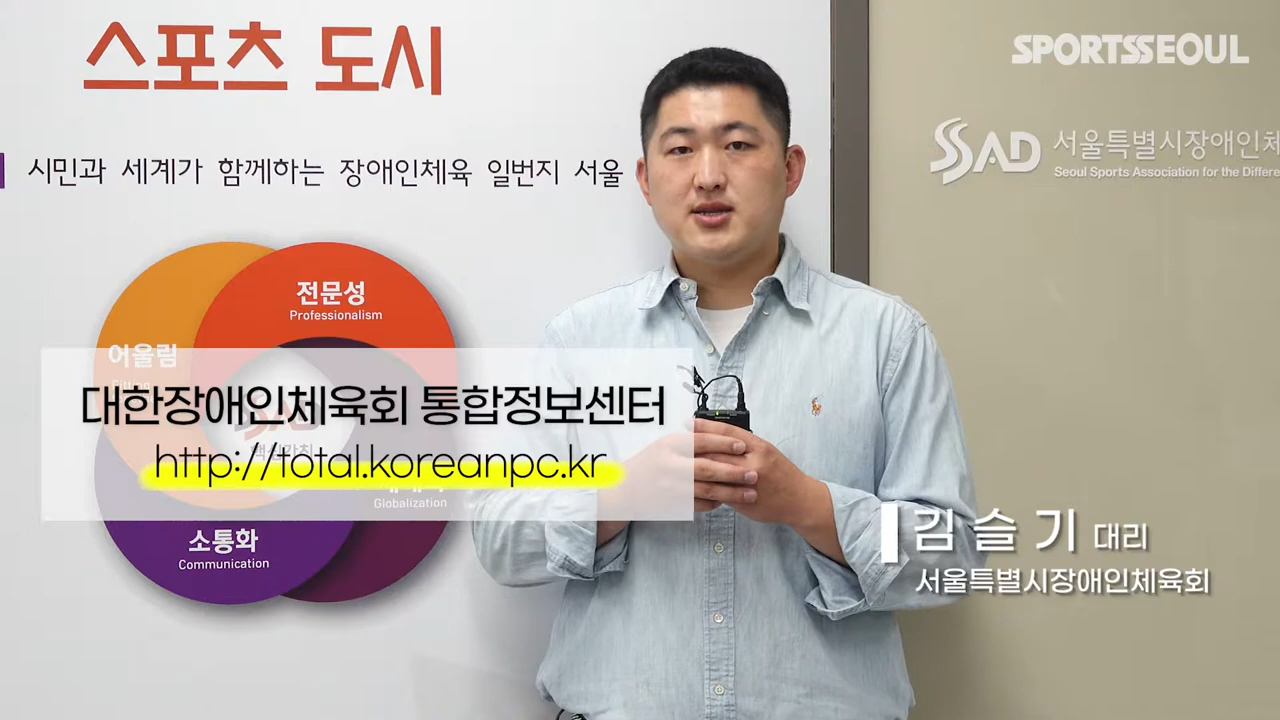 스포츠 도시
SPORTSSEOUL
SSAD 서울특별시장애인체
Seoul Sports Association for the Differe
시민과 세계가 함께하는 장애인체육 일번지 서울
전문성
Professionalism
어울림
대한장애인체육회 통합정보센터
http://total.koreanpc.kr
Globalization
소통화
Communication
김슬기 대리
서울특별시장애인체육회